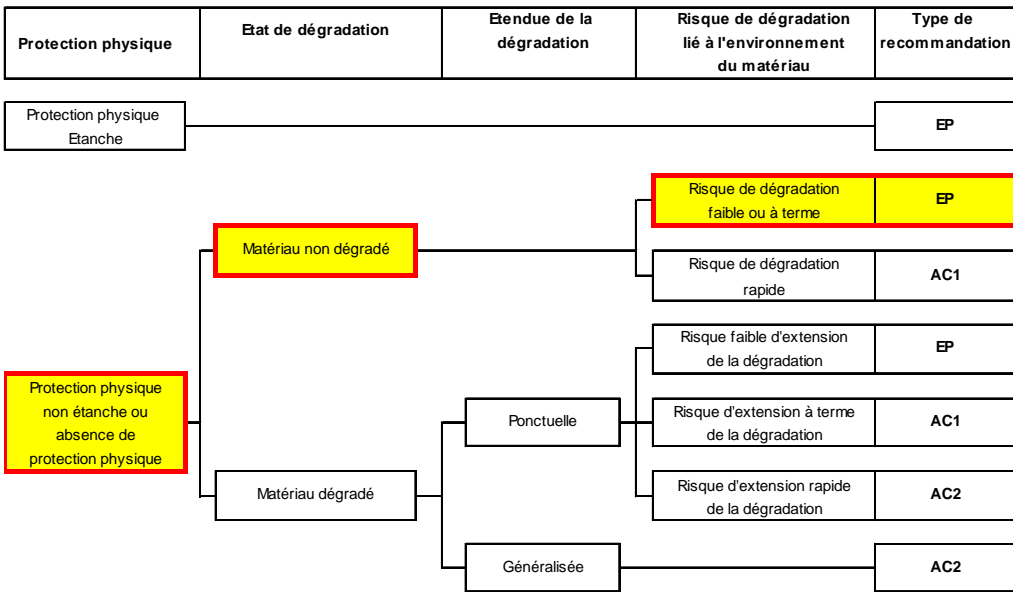 Protection physique
Etat de dégradation
Etendue de la
dégradation
Risque de dégradation
lié à l'environnement
du matériau
Type de
recommandation
Protection physique
Etanche
EP
Risque de dégradation
faible ou à terme
EP
Matériau non dégradé
Risque de dégradation
rapide
AC1
Risque faible d'extension
de la dégradation
EP
Protection physique
non étanche ou
absence de
protection physique
Ponctuelle
Risque d'extension à terme
de la dégradation
AC1
Matériau dégradé
Risque d'extension rapide
de la dégradation
AC2
Généralisée
AC2